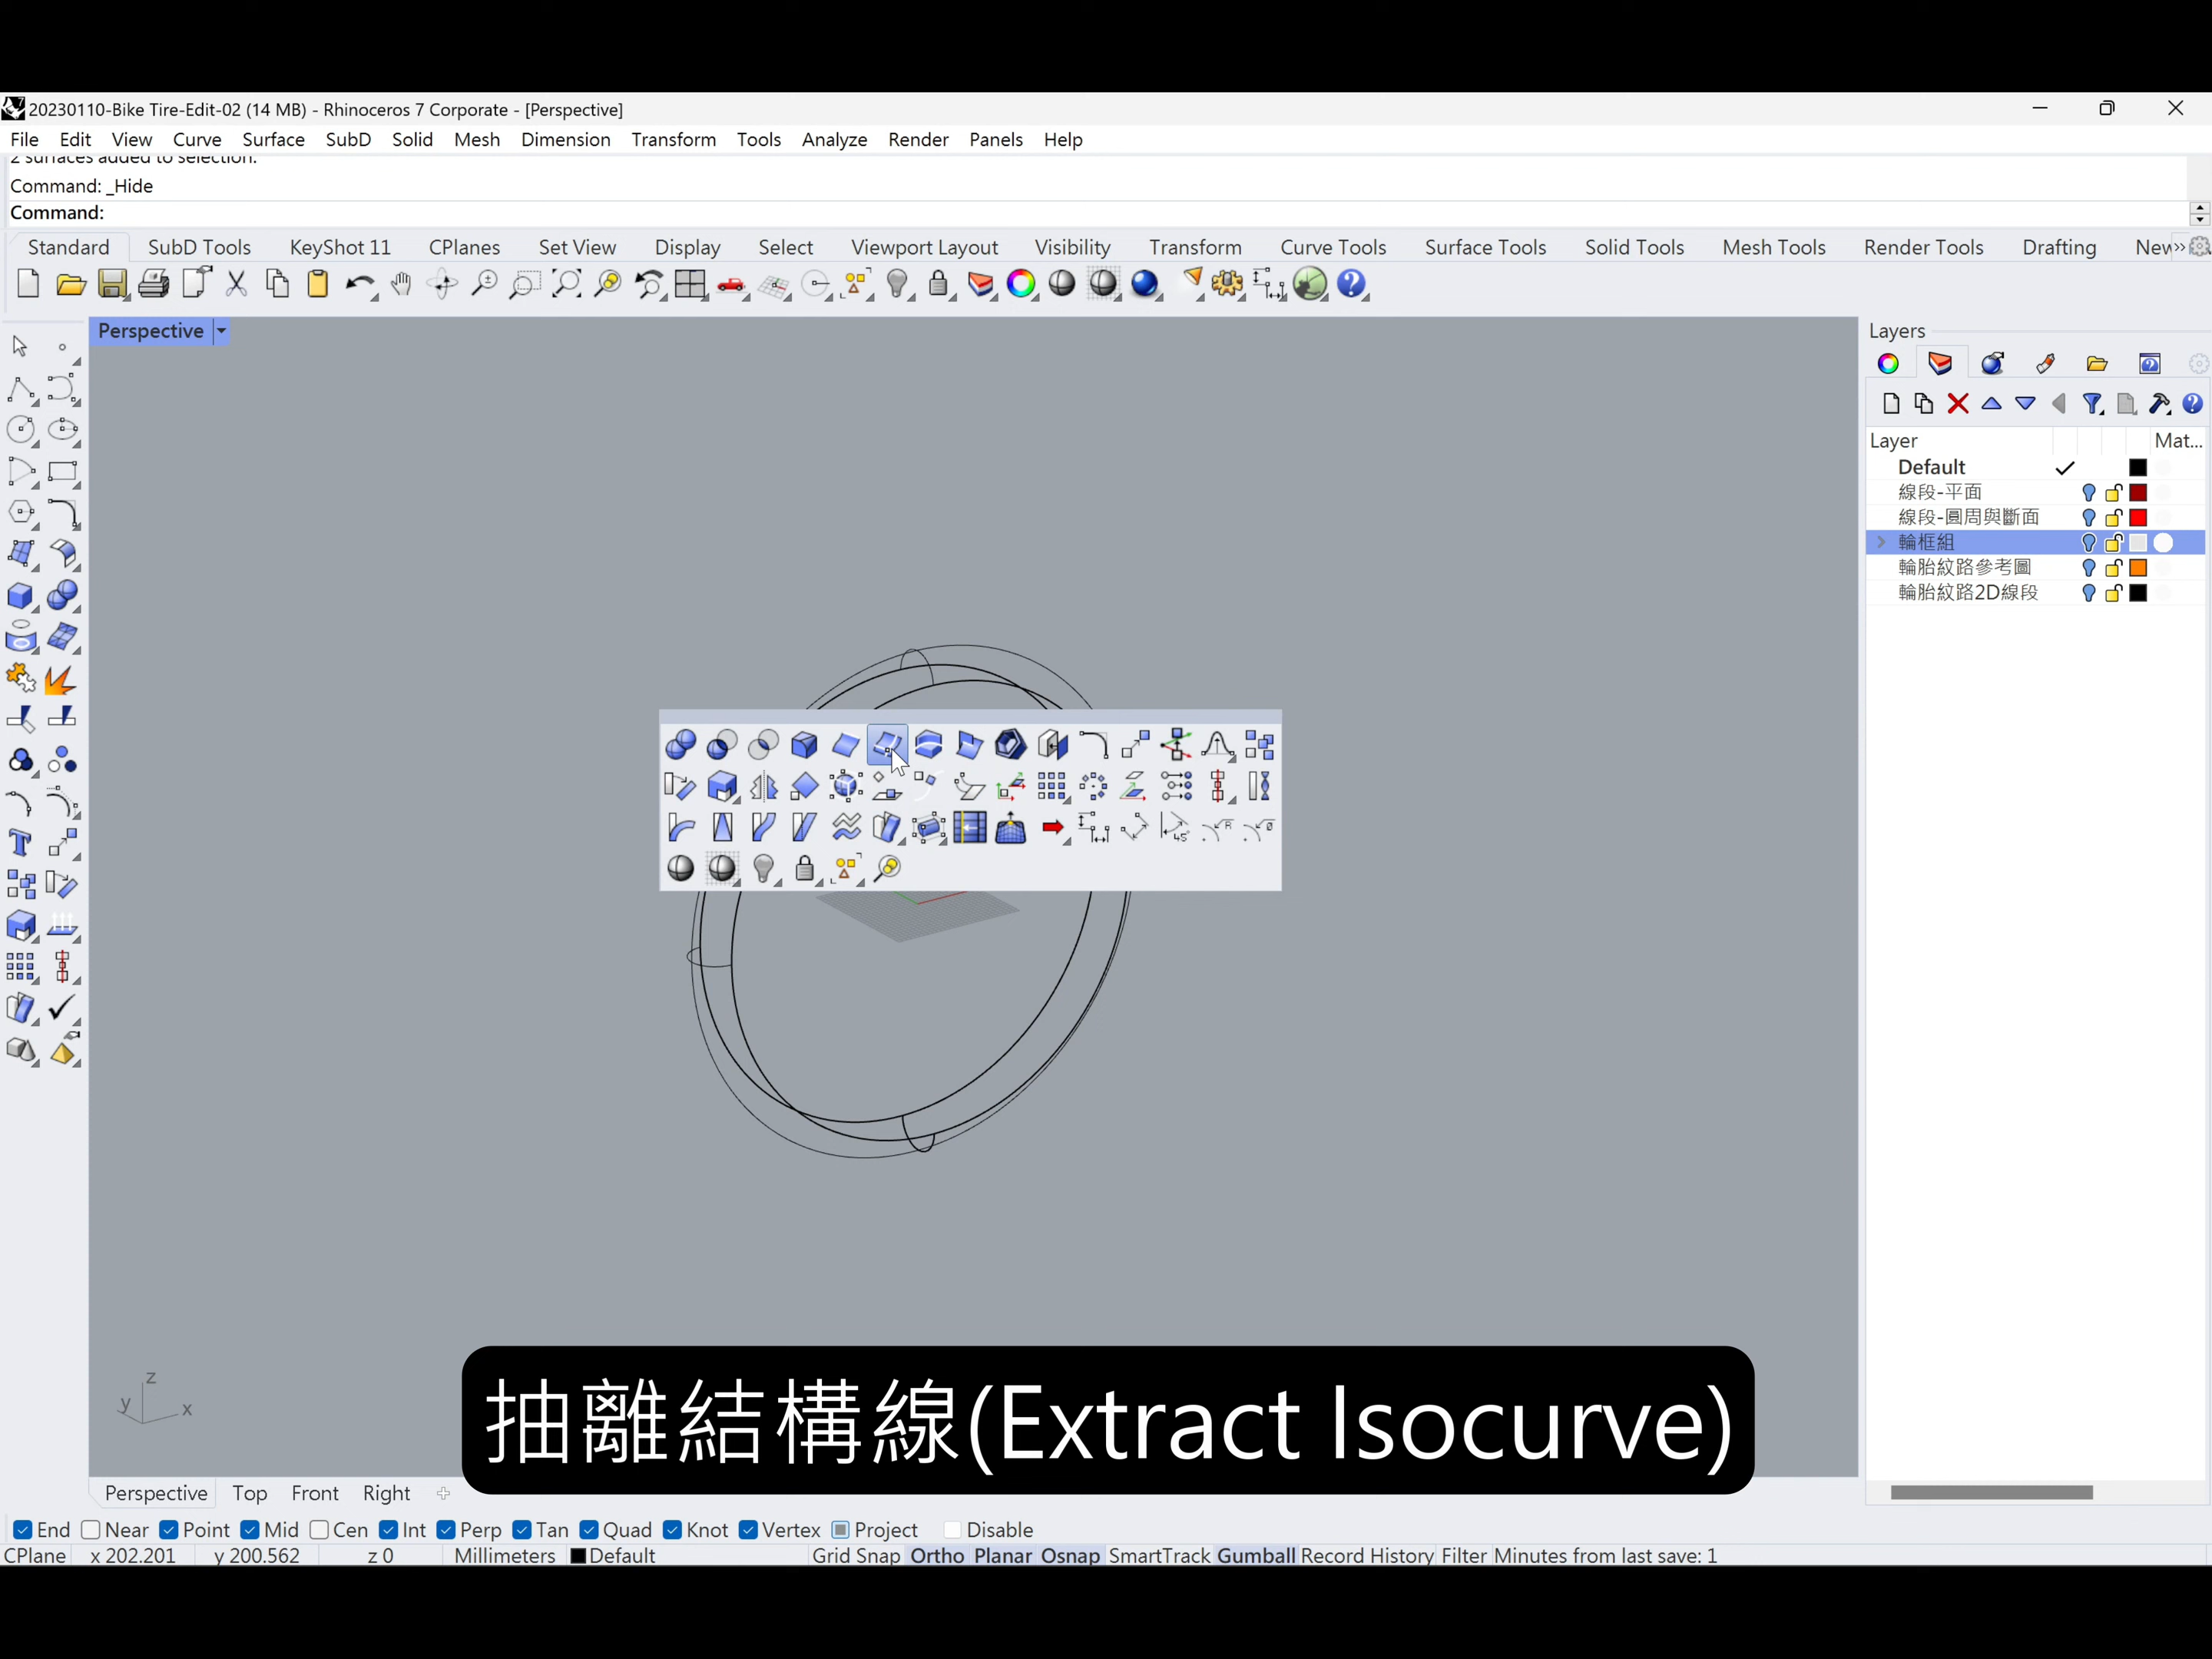 20230110-Bike Tire-Edit-02 (14 MB) - Rhinoceros 7 Corporate - [Perspective]
File Edit View Curve Surface SubD Solid Mesh Dimension Transform Tools Analyze Render Panels Help
2 surfaces added to selection.
Command: _Hide
Command:
Standard SubD Tools KeyShot 11 CPlanes Set View Display Select Viewport Layout Visibility Transform Curve Tools Surface Tools Solid Tools Mesh Tools Render Tools Drafting New
Perspective
Layers
Layer Mat...
Default
線段-平面
線段-圓周與斷面
輪框組
輪胎紋路參考圖
輪胎紋路2D線段
45°
z
y x
抽離結構線(Extract Isocurve)
Perspective Top Front Right
End Near Point Mid Cen Int Perp Tan Quad Knot Vertex Project Disable
CPlane x 202.201 y 200.562 z 0 Millimeters Default Grid Snap Ortho Planar Osnap SmartTrack Gumball Record History Filter Minutes from last save: 1